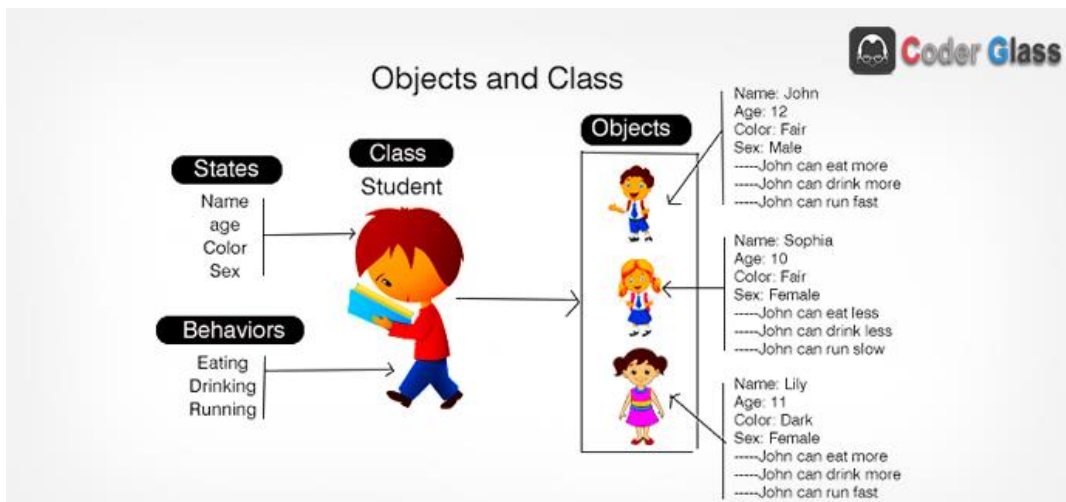 Coder Glass
Objects and Class
States
Name
age
Color
Sex
Behaviors
Eating
Drinking
Running
Class
Student
Objects
Name: John
Age: 12
Color: Fair
Sex: Male
-----John can eat more
-----John can drink more
-----John can run fast
Name: Sophia
Age: 10
Color: Fair
Sex: Female
-----John can eat less
-----John can drink less
-----John can run slow
Name: Lily
Age: 11
Color: Dark
Sex: Female
-----John can eat more
-----John can drink more
-----John can run fast